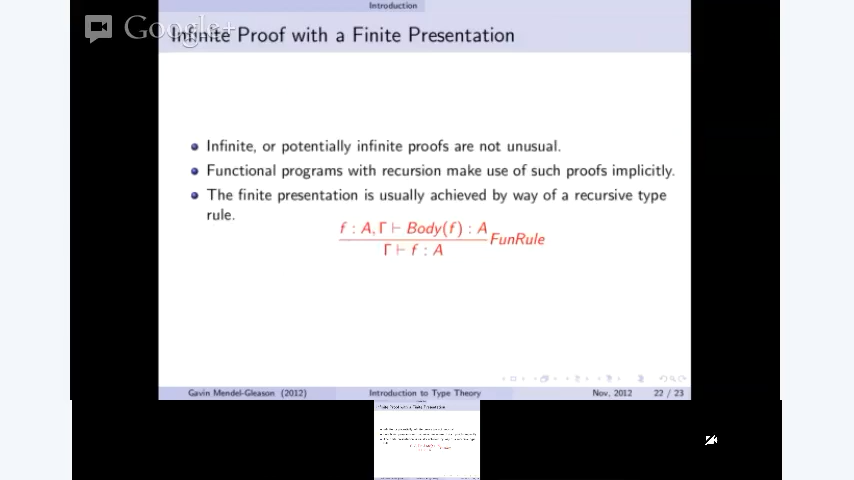 Introduction
Google+
Infinite Proof with a Finite Presentation
Infinite, or potentially infinite proofs are not unusual.
Functional programs with recursion make use of such proofs implicitly.
The finite presentation is usually achieved by way of a recursive type
rule.
f : A, Γ ⊢ Body(f) : A
FunRule
Γ ⊢ f : A
Gavin Mendel-Gleason (2012) Introduction to Type Theory Nov, 2012 22 / 23